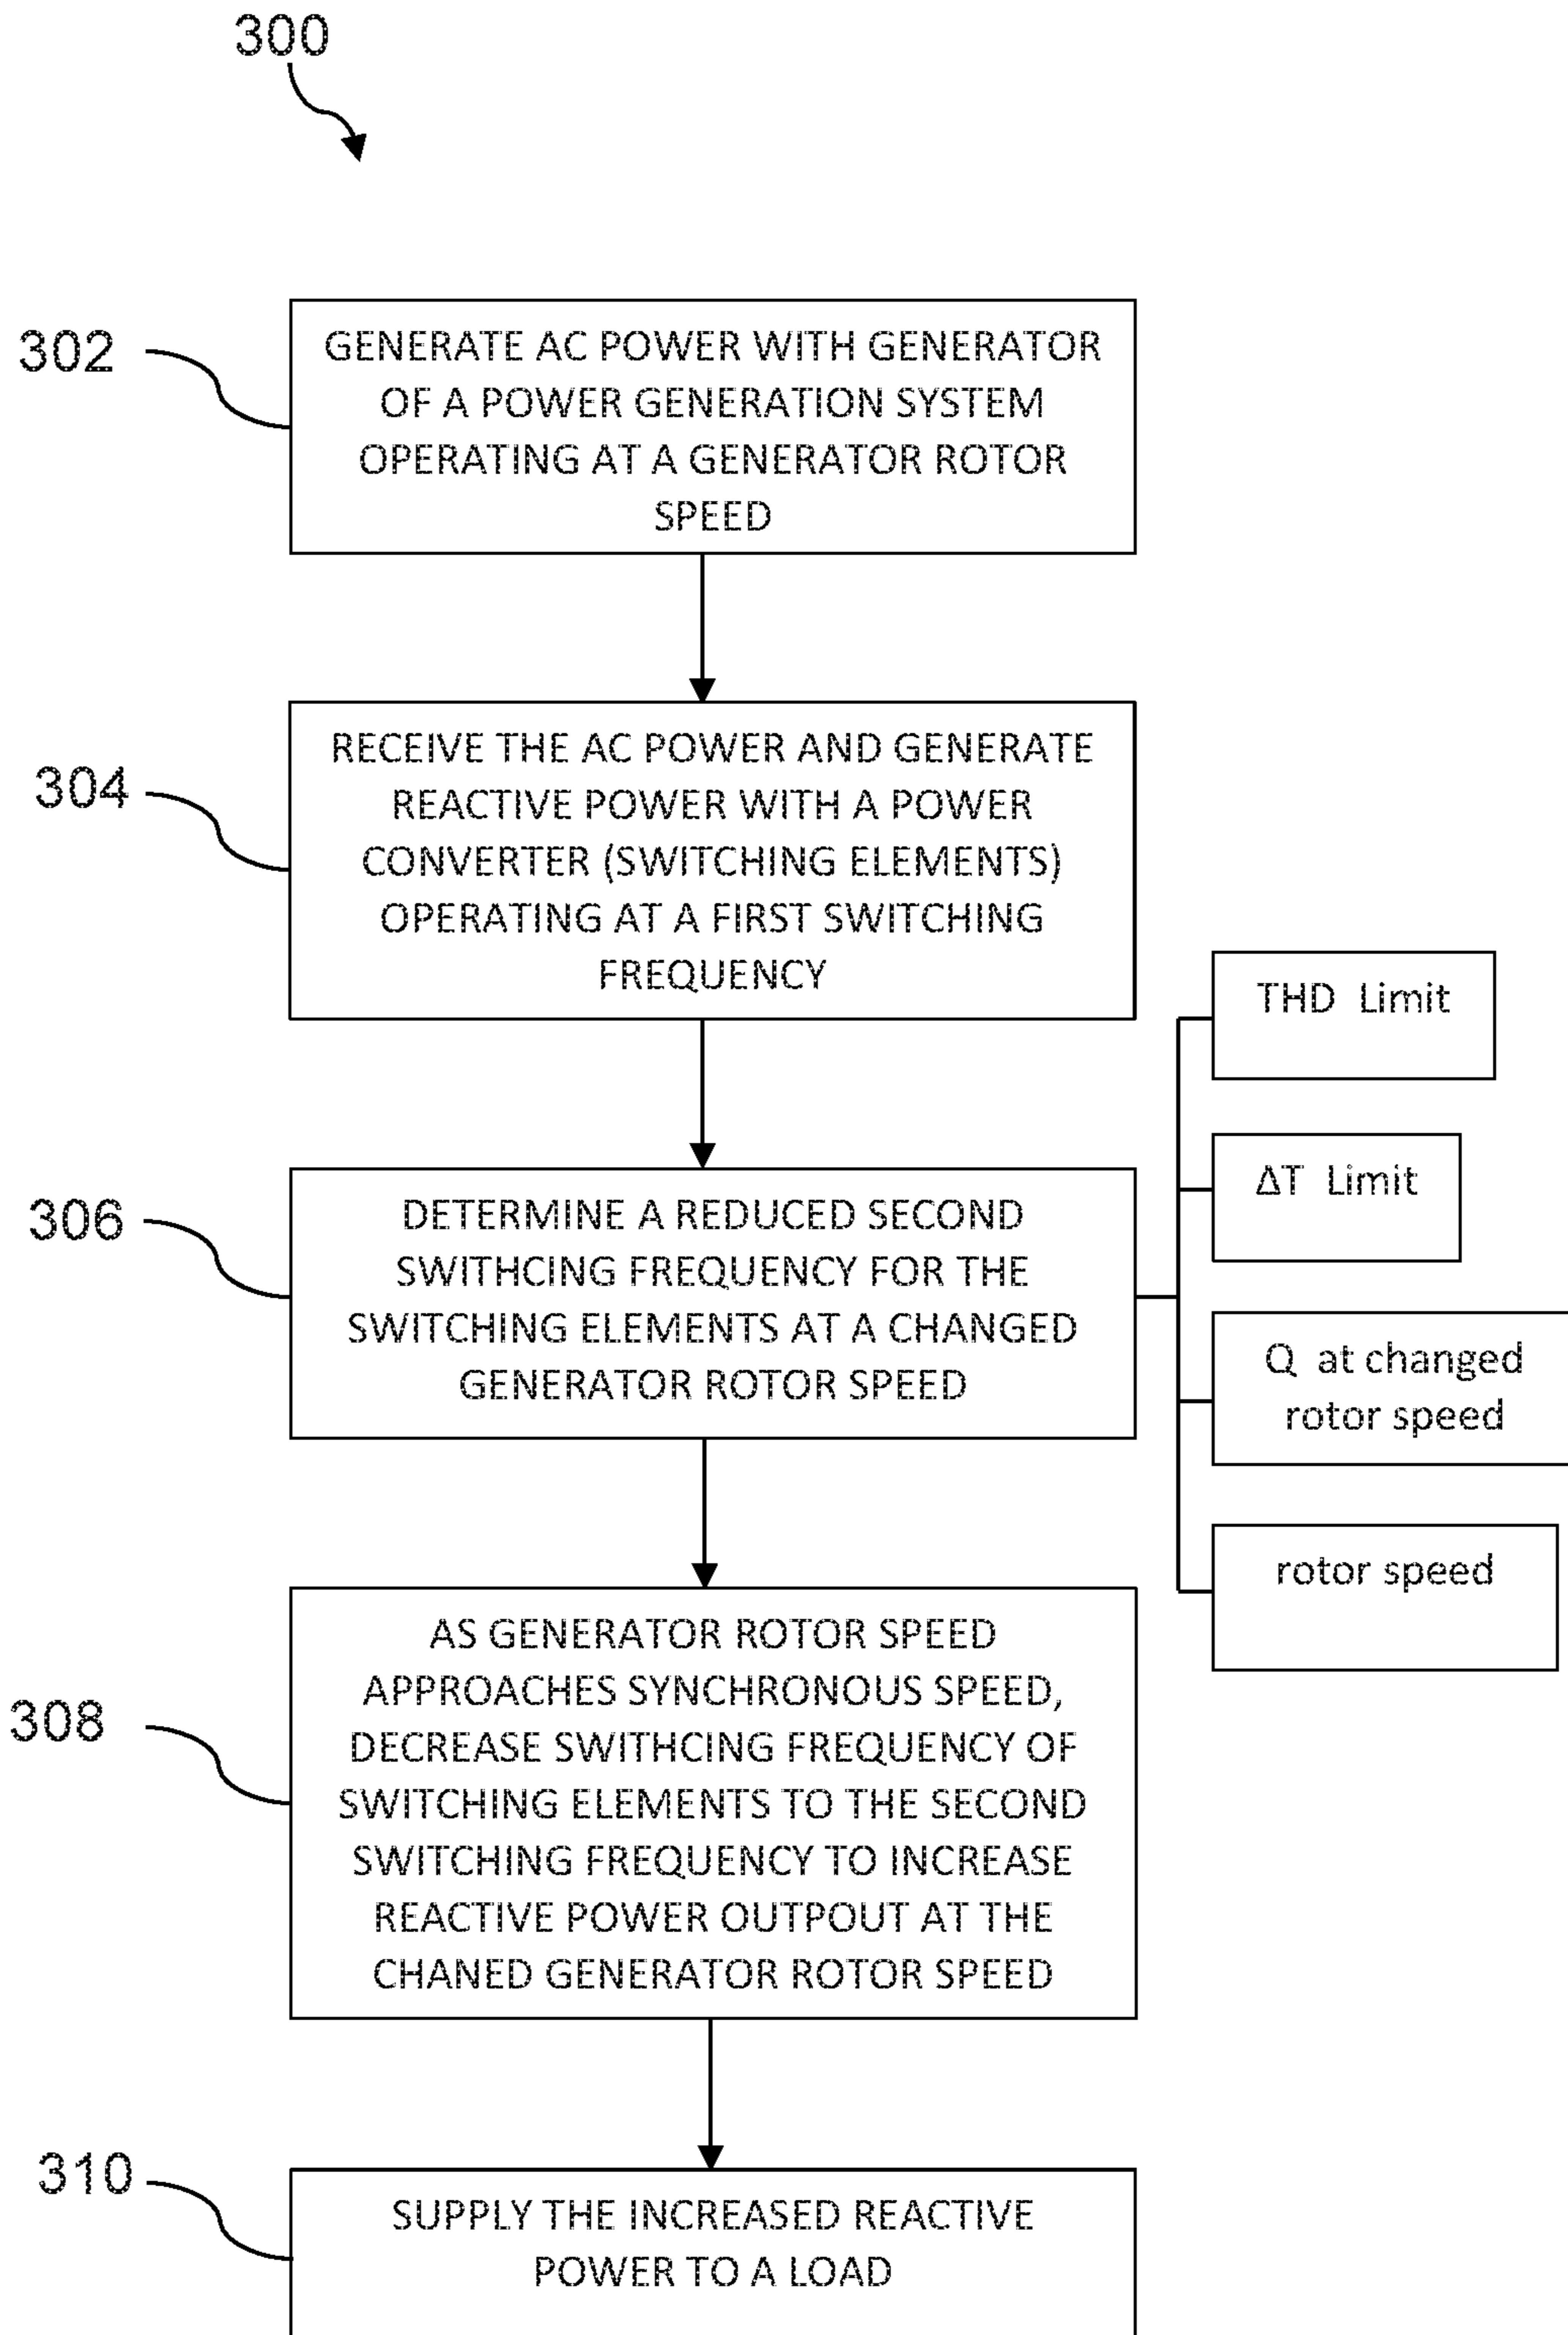 300
302
GENERATE AC POWER WITH GENERATOR
OF A POWER GENERATION SYSTEM
OPERATING AT A GENERATOR ROTOR
SPEED
304
RECEIVE THE AC POWER AND GENERATE
REACTIVE POWER WITH A POWER
CONVERTER (SWITCHING ELEMENTS)
OPERATING AT A FIRST SWITCHING
FREQUENCY
306
DETERMINE A REDUCED SECOND
SWITHCING FREQUENCY FOR THE
SWITCHING ELEMENTS AT A CHANGED
GENERATOR ROTOR SPEED
THD Limit
ΔT Limit
Q at changed
rotor speed
rotor speed
308
AS GENERATOR ROTOR SPEED
APPROACHES SYNCHRONOUS SPEED,
DECREASE SWITHCING FREQUENCY OF
SWITCHING ELEMENTS TO THE SECOND
SWITCHING FREQUENCY TO INCREASE
REACTIVE POWER OUTPOUT AT THE
CHANED GENERATOR ROTOR SPEED
310
SUPPLY THE INCREASED REACTIVE
POWER TO A LOAD